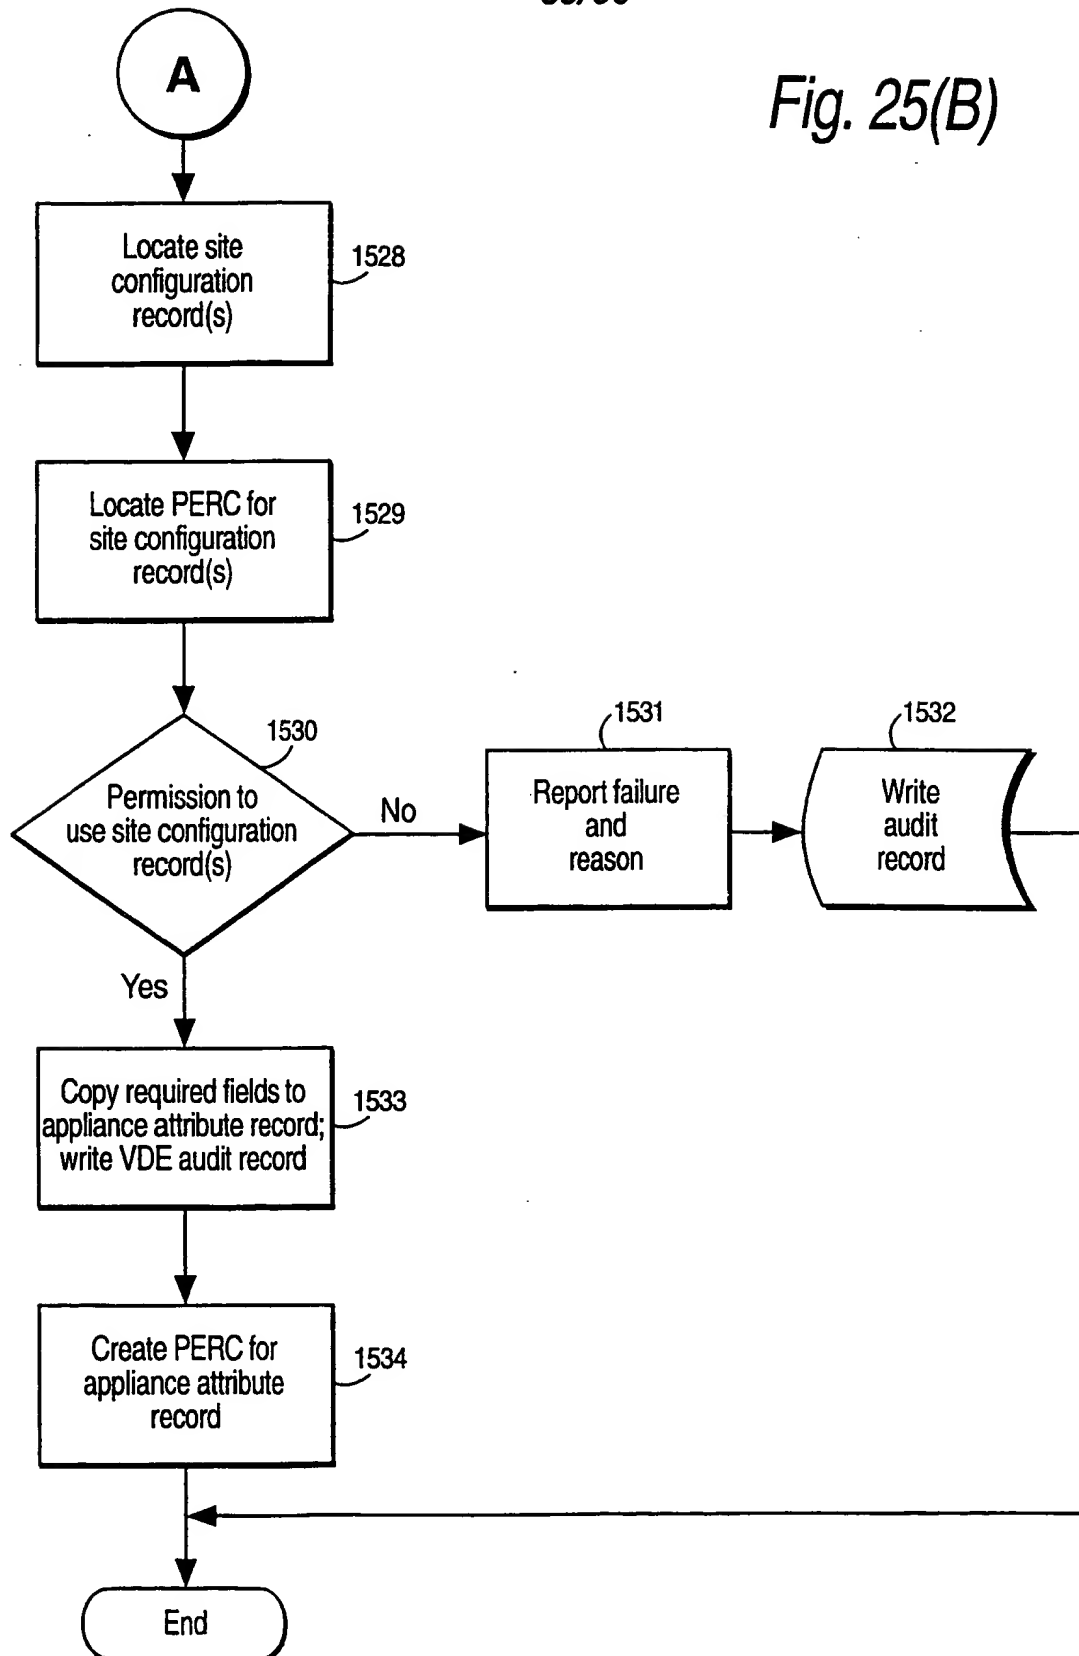 Fig. 25(B)
A
Locate site
configuration
record(s)
1528
Locate PERC for
site configuration
record(s)
1529
1530
Permission to
use site configuration
record(s)
No
1531
Report failure
and
reason
1532
Write
audit
record
Yes
Copy required fields to
appliance attribute record;
write VDE audit record
1533
Create PERC for
appliance attribute
record
1534
End